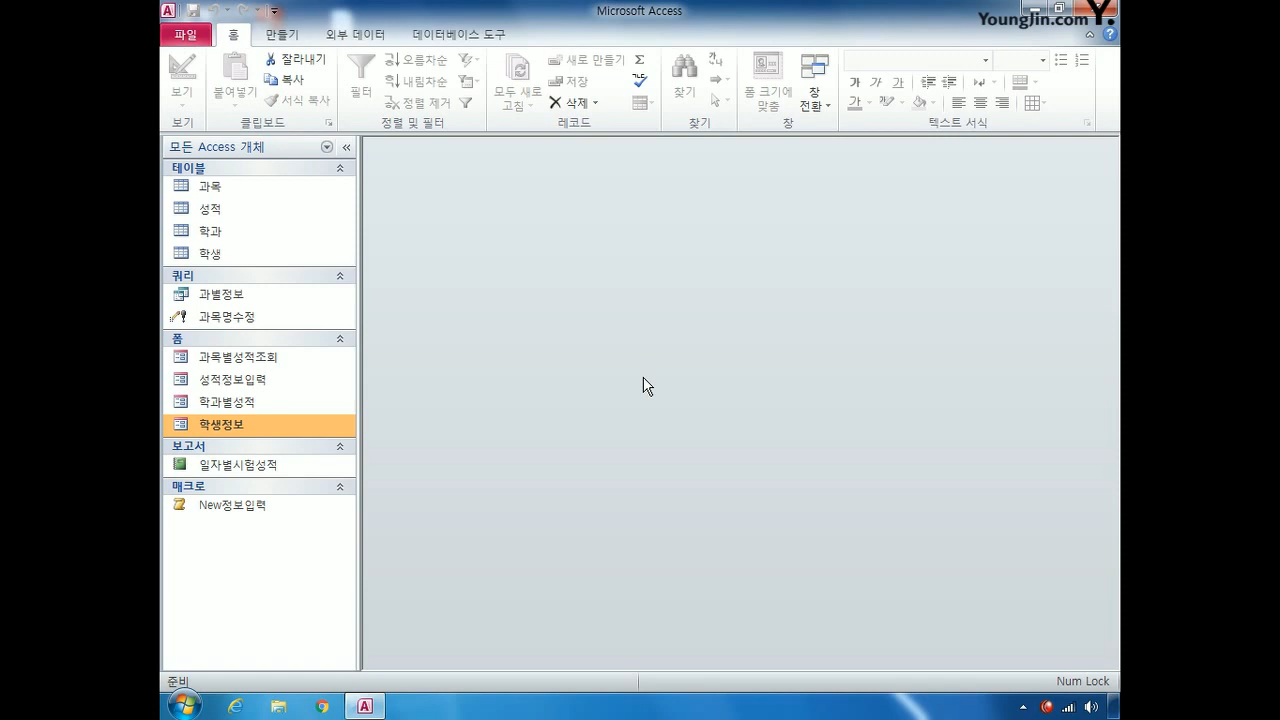 Microsoft Access
YoungJin.com Y.
파일 홈 만들기 외부 데이터 데이터베이스 도구
보기
보기
붙여넣기
잘라내기
복사
서식 복사
클립보드
필터
오름차순
내림차순
정렬 제거
정렬 및 필터
모두 새로 고침
새로 만들기
저장
삭제
레코드
찾기
찾기
폼 크기에 맞춤
창 전환
창
가 가 가
가
텍스트 서식
모든 Access 개체
테이블
과목
성적
학과
학생
쿼리
과별정보
과목명수정
폼
과목별성적조회
성적정보입력
학과별성적
학생정보
보고서
일자별시험성적
매크로
New정보입력
준비
Num Lock